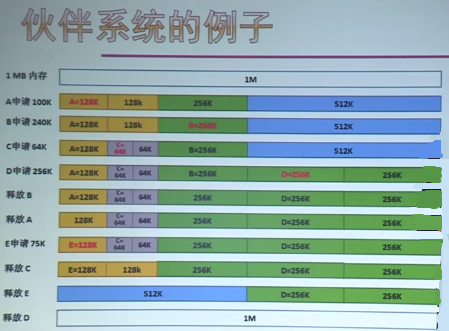 伙伴系统的例子
1 MB 内存 1M
A申请 100K A=128K 128k 256K 512K
B申请 240K A=128K 128k B=256K 512K
C申请 64K A=128K C=64K 64K B=256K 512K
D申请 256K A=128K C=64K 64K B=256K D=256K 256K
释放 B A=128K C=64K 64K 256K D=256K 256K
释放 A 128K C=64K 64K 256K D=256K 256K
E申请 75K E=128K C=64K 64K 256K D=256K 256K
释放 C E=128K 128k 256K D=256K 256K
释放 E 512K D=256K 256K
释放 D 1M